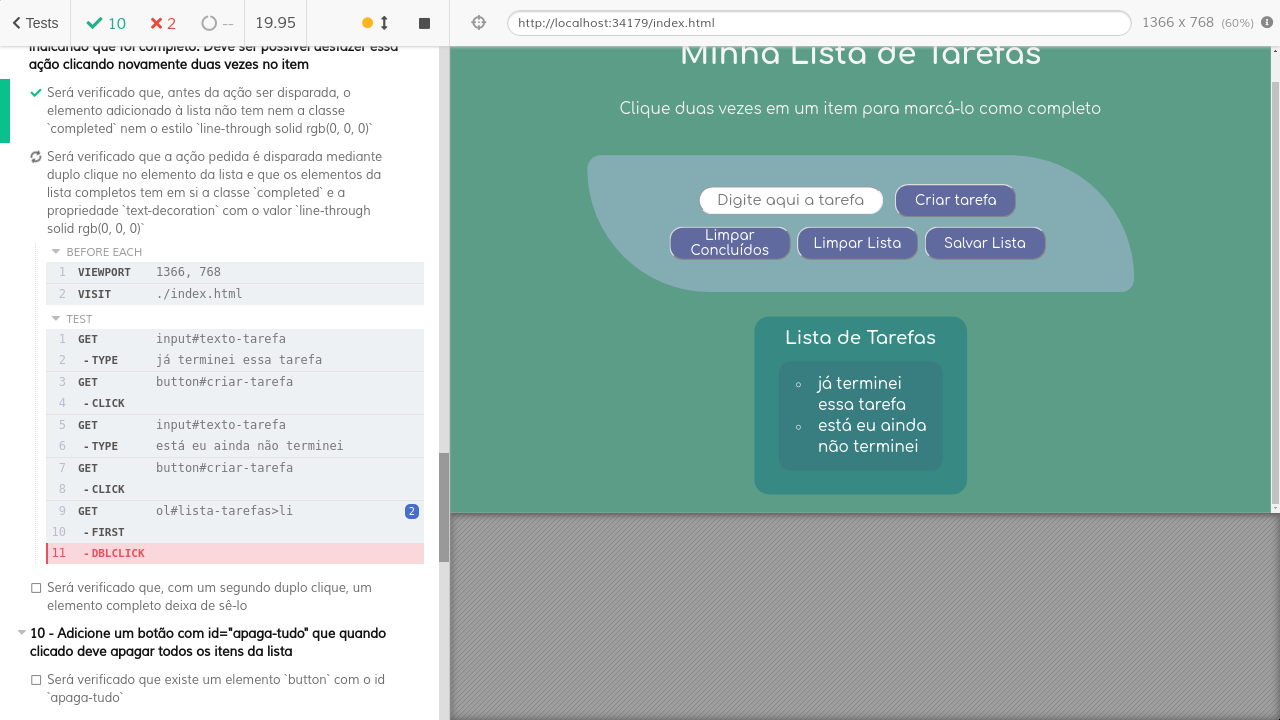 Tests
10
2
--
19.95
http://localhost:34179/index.html
1366 x 768 (60%)
indicando que foi completo. Deve ser possível desfazer essa
ação clicando novamente duas vezes no item
Será verificado que, antes da ação ser disparada, o
elemento adicionado à lista não tem nem a classe
`completed` nem o estilo `line-through solid rgb(0, 0, 0)`
Será verificado que a ação pedida é disparada mediante
duplo clique no elemento da lista e que os elementos da
lista completos tem em si a classe `completed` e a
propriedade `text-decoration` com o valor `line-through
solid rgb(0, 0, 0)`
BEFORE EACH
1 VIEWPORT 1366, 768
2 VISIT ./index.html
TEST
1 GET input#texto-tarefa
2 -TYPE já terminei essa tarefa
3 GET button#criar-tarefa
4 -CLICK
5 GET input#texto-tarefa
6 -TYPE está eu ainda não terminei
7 GET button#criar-tarefa
8 -CLICK
9 GET ol#lista-tarefas>li 2
10 -FIRST
11 -DBLCLICK
Será verificado que, com um segundo duplo clique, um
elemento completo deixa de sê-lo
10 - Adicione um botão com id="apaga-tudo" que quando
clicado deve apagar todos os itens da lista
Será verificado que existe um elemento `button` com o id
`apaga-tudo`
Minha Lista de Tarefas
Clique duas vezes em um item para marcá-lo como completo
Digite aqui a tarefa
Criar tarefa
Limpar
Concluídos
Limpar Lista
Salvar Lista
Lista de Tarefas
já terminei
essa tarefa
está eu ainda
não terminei